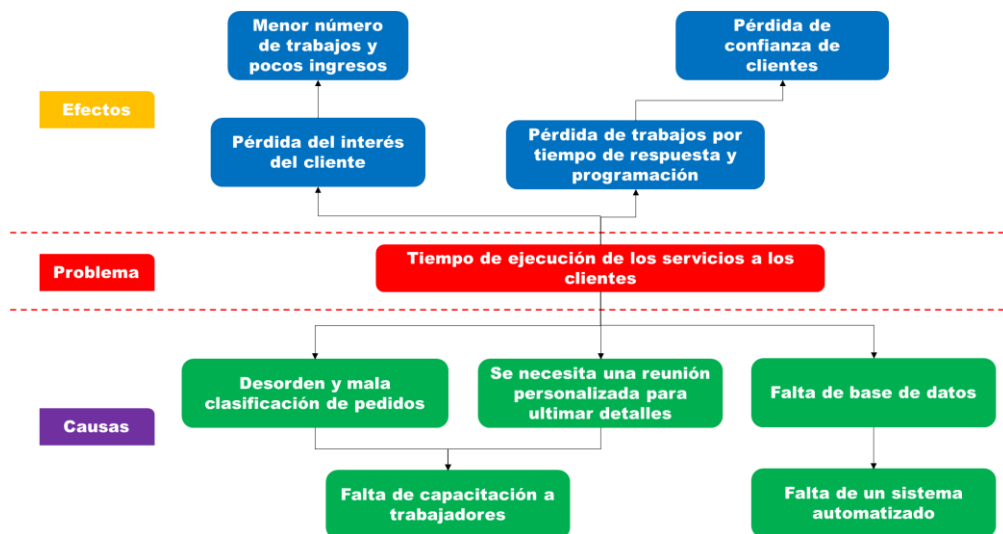 Menor número
de trabajos y
pocos ingresos
Pérdida de
confianza de
clientes
Efectos
Pérdida del interés
del cliente
Pérdida de trabajos por
tiempo de respuesta y
programación
Problema
Tiempo de ejecución de los servicios a los
clientes
Causas
Desorden y mala
clasificación de pedidos
Se necesita una reunión
personalizada para
ultimar detalles
Falta de base de datos
Falta de capacitación a
trabajadores
Falta de un sistema
automatizado